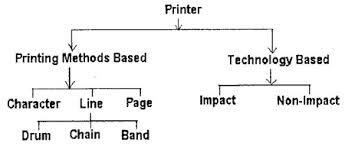 Printer
Printing Methods Based Technology Based
Character Line Page Impact Non-Impact
Drum Chain Band